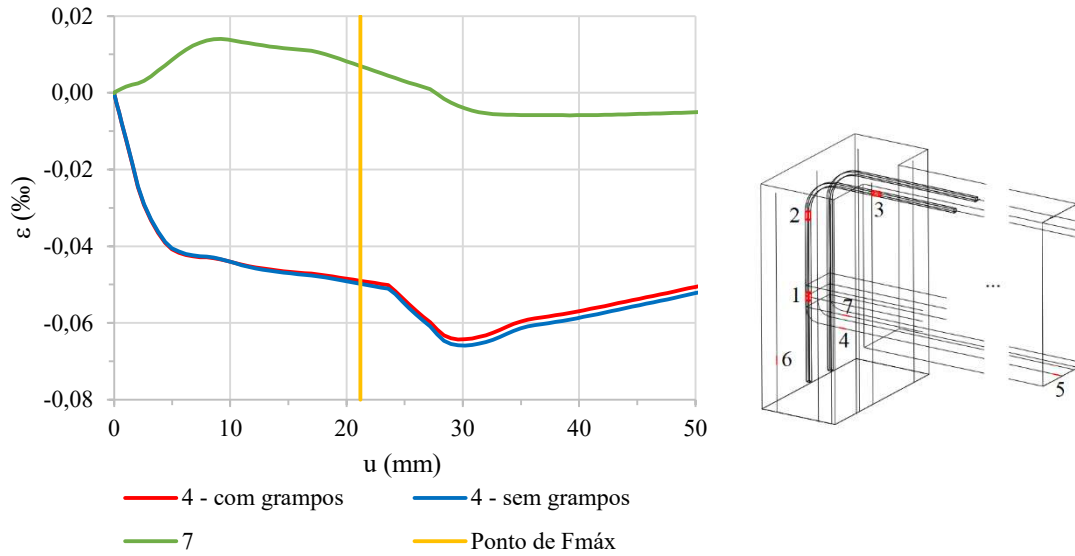 0,02
0,00
-0,02
-0,04
-0,06
-0,08
ε (‰)
0 10 20 30 40 50
u (mm)
4 - com grampos
4 - sem grampos
7
Ponto de Fmáx
2
3
1
7
4
6
5
...